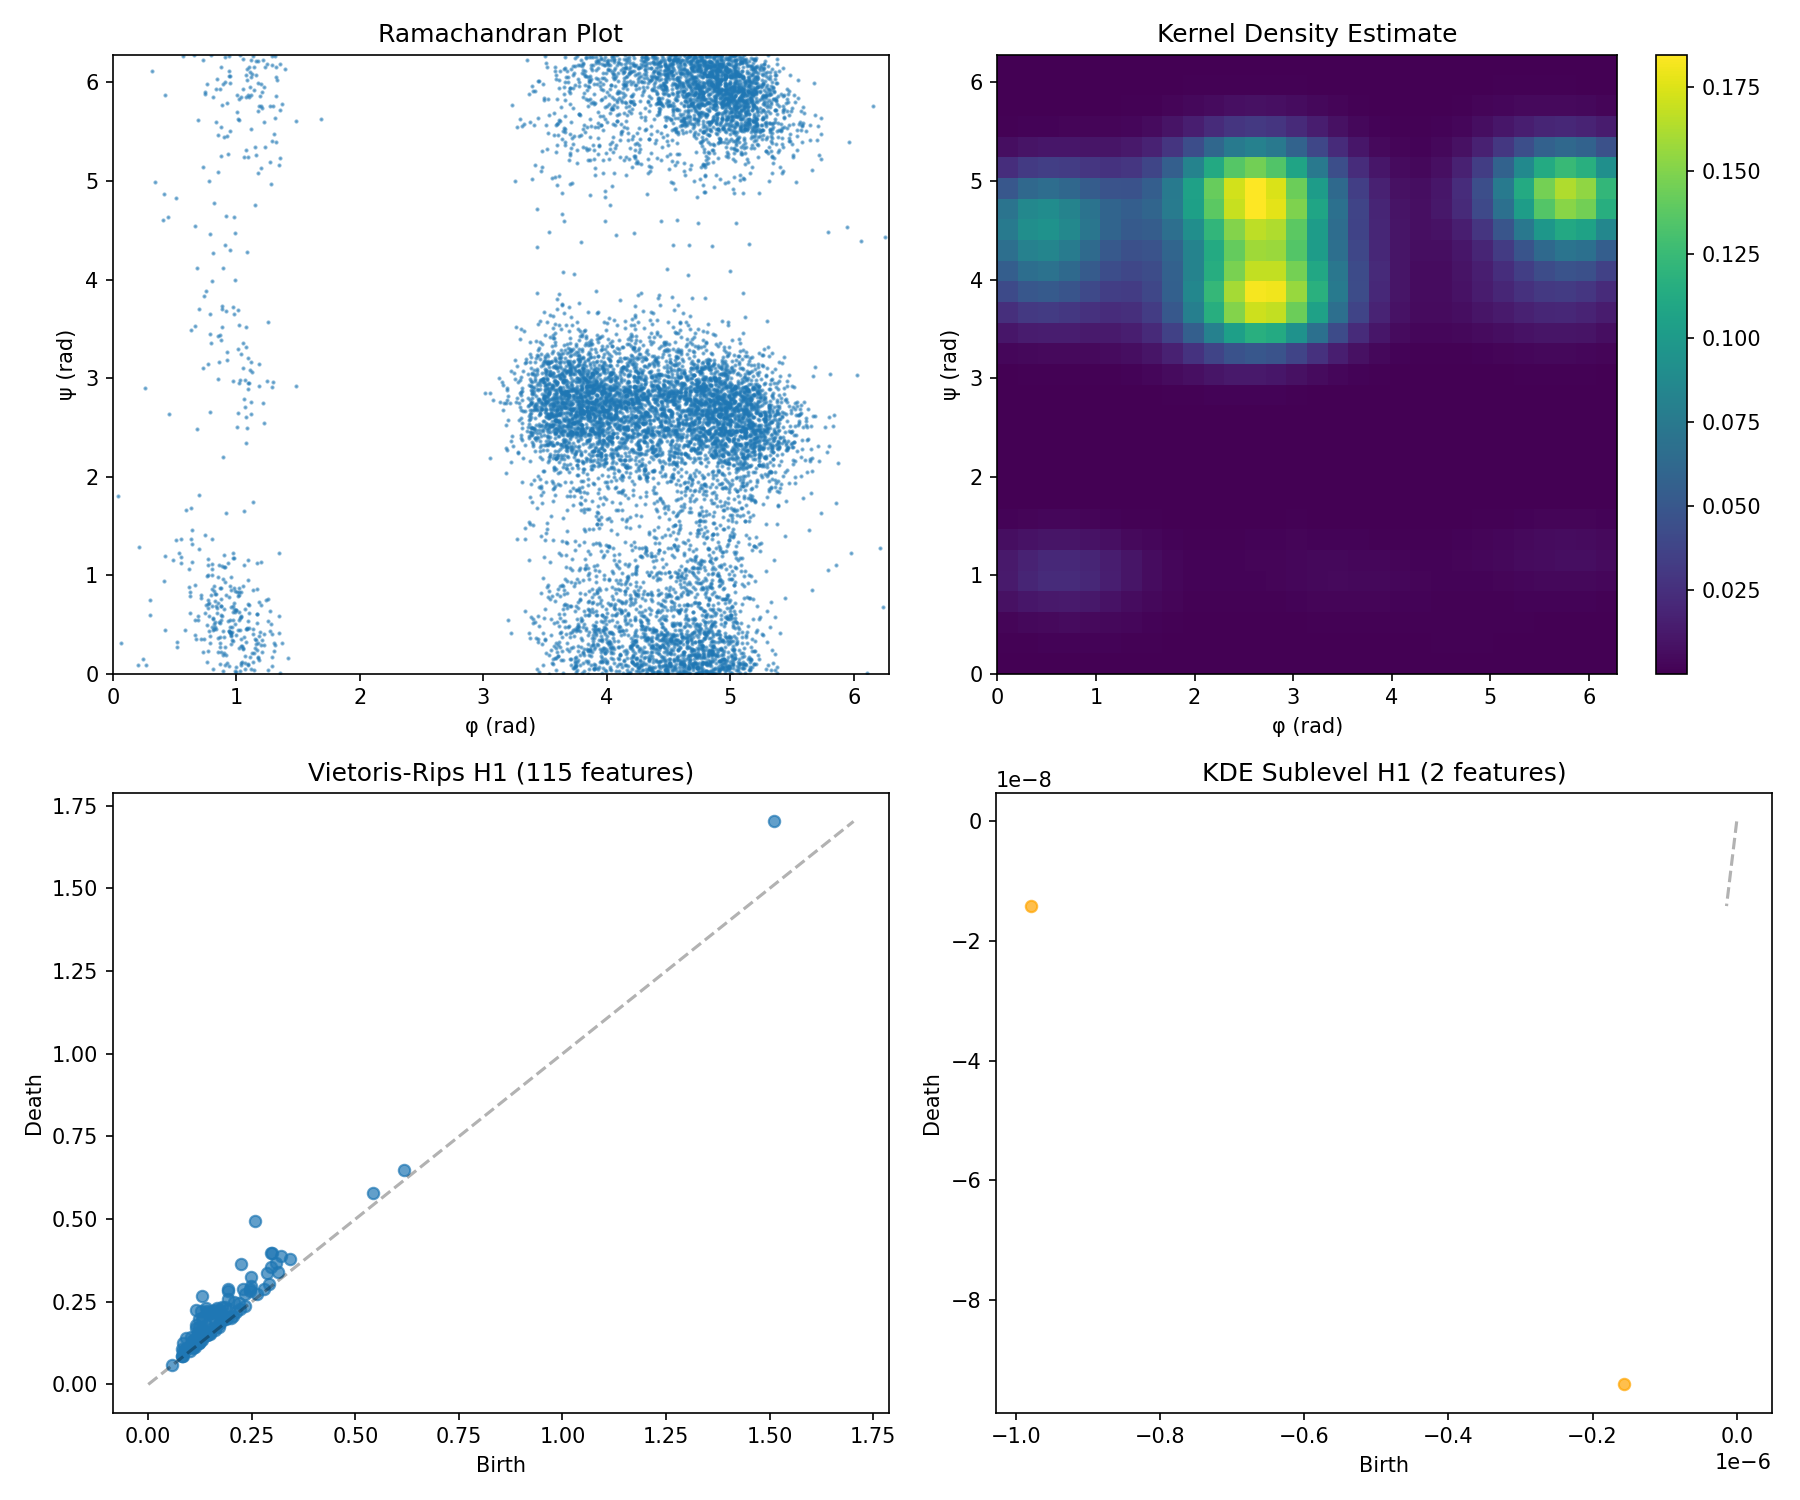 Ramachandran Plot
6
5
4
3
2
1
0
ψ (rad)
0 1 2 3 4 5 6
φ (rad)
Kernel Density Estimate
6
5
4
3
2
1
0
ψ (rad)
0 1 2 3 4 5 6
φ (rad)
0.175
0.150
0.125
0.100
0.075
0.050
0.025
Vietoris-Rips H1 (115 features)
1.75
1.50
1.25
1.00
0.75
0.50
0.25
0.00
Death
0.00 0.25 0.50 0.75 1.00 1.25 1.50 1.75
Birth
1e−8
KDE Sublevel H1 (2 features)
0
−2
−4
−6
−8
Death
−1.0 −0.8 −0.6 −0.4 −0.2 0.0
1e−6
Birth